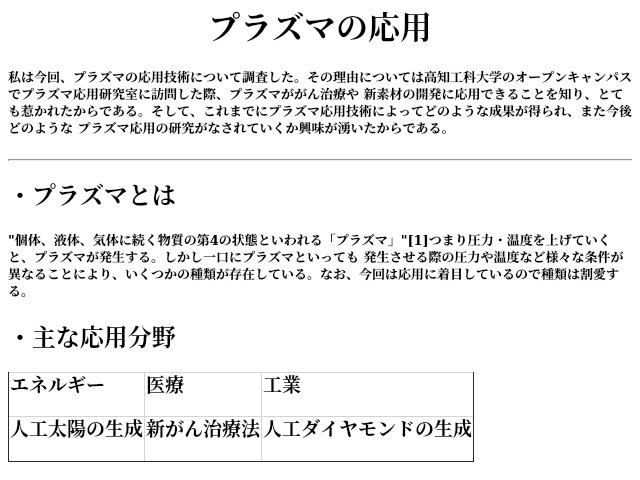 プラズマの応用
私は今回、プラズマの応用技術について調査した。その理由については高知工科大学のオープンキャンパス
でプラズマ応用研究室に訪問した際、プラズマががん治療や 新素材の開発に応用できることを知り、とて
も惹かれたからである。そして、これまでにプラズマ応用技術によってどのような成果が得られ、また今後
どのような プラズマ応用の研究がなされていくか興味が湧いたからである。
・プラズマとは
"個体、液体、気体に続く物質の第4の状態といわれる「プラズマ」"[1]つまり圧力・温度を上げていく
と、プラズマが発生する。しかし一口にプラズマといっても 発生させる際の圧力や温度など様々な条件が
異なることにより、いくつかの種類が存在している。なお、今回は応用に着目しているので種類は割愛す
る。
・主な応用分野
エネルギー 医療 工業
人工太陽の生成 新がん治療法 人工ダイヤモンドの生成